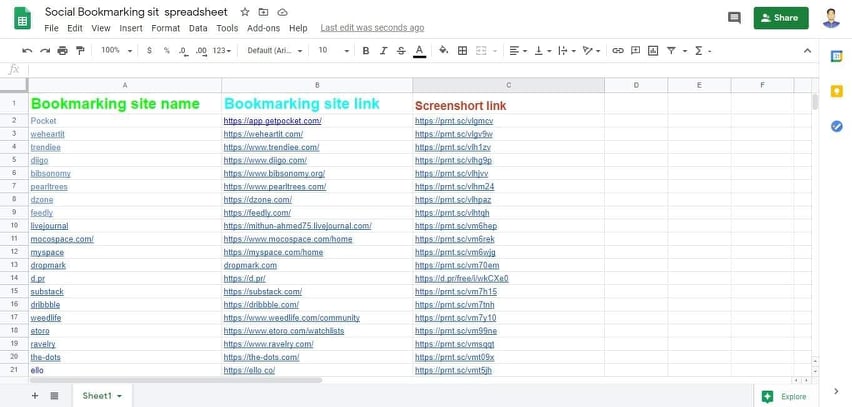 Social Bookmarking sit spreadsheet
File Edit View Insert Format Data Tools Add-ons Help Last edit was seconds ago
Share
100% $ % .0 .00 123 Default (Ari... 10 B I S A
fx
A B C D E F
1 Bookmarking site name Bookmarking site link Screenshort link
2 Pocket https://app.getpocket.com/ https://prnt.sc/vlgmcv
3 weheartit https://weheartit.com/ https://prnt.sc/vlgv9w
4 trendiee https://www.trendiee.com/ https://prnt.sc/vlh1zv
5 diigo https://www.diigo.com/ https://prnt.sc/vlhg9p
6 bibsonomy https://www.bibsonomy.org/ https://prnt.sc/vlhjvv
7 pearltrees https://www.pearltrees.com/ https://prnt.sc/vlhm24
8 dzone https://dzone.com/ https://prnt.sc/vlhpaz
9 feedly https://feedly.com/ https://prnt.sc/vlhtqh
10 livejournal https://mithun-ahmed75.livejournal.com/ https://prnt.sc/vm6hep
11 mocospace.com/ https://www.mocospace.com/home https://prnt.sc/vm6rek
12 myspace https://myspace.com/home https://prnt.sc/vm6wjg
13 dropmark dropmark.com https://prnt.sc/vm70em
14 d.pr https://d.pr/ https://d.pr/free/i/wkCXe0
15 substack https://substack.com/ https://prnt.sc/vm7h15
16 dribbble https://dribbble.com/ https://prnt.sc/vm7tnh
17 weedlife https://www.weedlife.com/community https://prnt.sc/vm7y10
18 etoro https://www.etoro.com/watchlists https://prnt.sc/vm99ne
19 ravelry https://www.ravelry.com/ https://prnt.sc/vmsqqt
20 the-dots https://the-dots.com/ https://prnt.sc/vmt09x
21 ello https://ello.co/ https://prnt.sc/vmt5jh
Sheet1
Explore